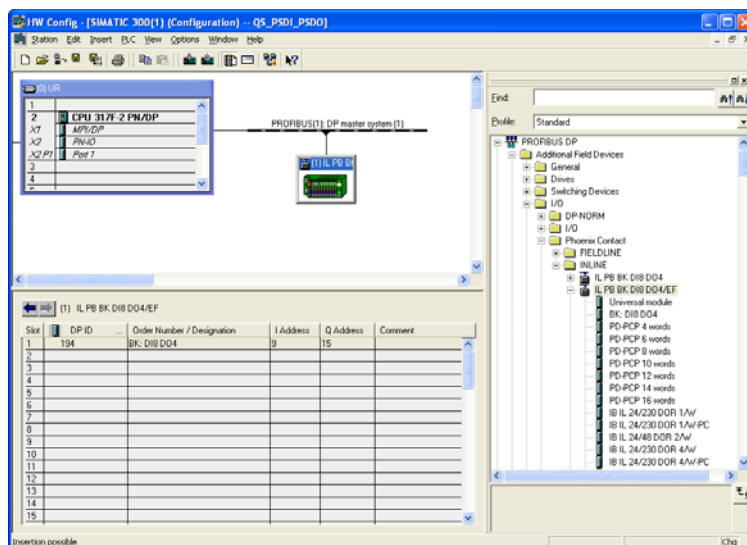 HW Config - [SIMATIC 300(1) (Configuration) -- QS_PSDI_PSDO]
Station Edit Insert PLC View Options Window Help
(0) UR
1
2 CPU 317F-2 PN/DP
X1 MPI/DP
X2 PN-IO
X2 P1 Port 1
3
4
PROFIBUS(1): DP master system (1)
(1) IL PB BK
(1) IL PB BK DI8 DO4/EF
Slot DP ID ... Order Number / Designation I Address Q Address Comment
1 194 BK: DI8 DO4 9 15
2
3
4
5
6
7
8
9
10
11
12
13
14
15
Insertion possible
Find:
Profile: Standard
PROFIBUS DP
Additional Field Devices
General
Drives
Switching Devices
I/O
DP-NORM
I/O
Phoenix Contact
FIELDLINE
INLINE
IL PB BK DI8 DO4
IL PB BK DI8 DO4/EF
Universal module
BK: DI8 DO4
PD-PCP 4 words
PD-PCP 6 words
PD-PCP 8 words
PD-PCP 10 words
PD-PCP 12 words
PD-PCP 14 words
PD-PCP 16 words
IB IL 24/230 DOR 1/W
IB IL 24/230 DOR 1/W-PC
IB IL 24/48 DOR 2/W
IB IL 24/230 DOR 4/W
IB IL 24/230 DOR 4/W-PC
Chg